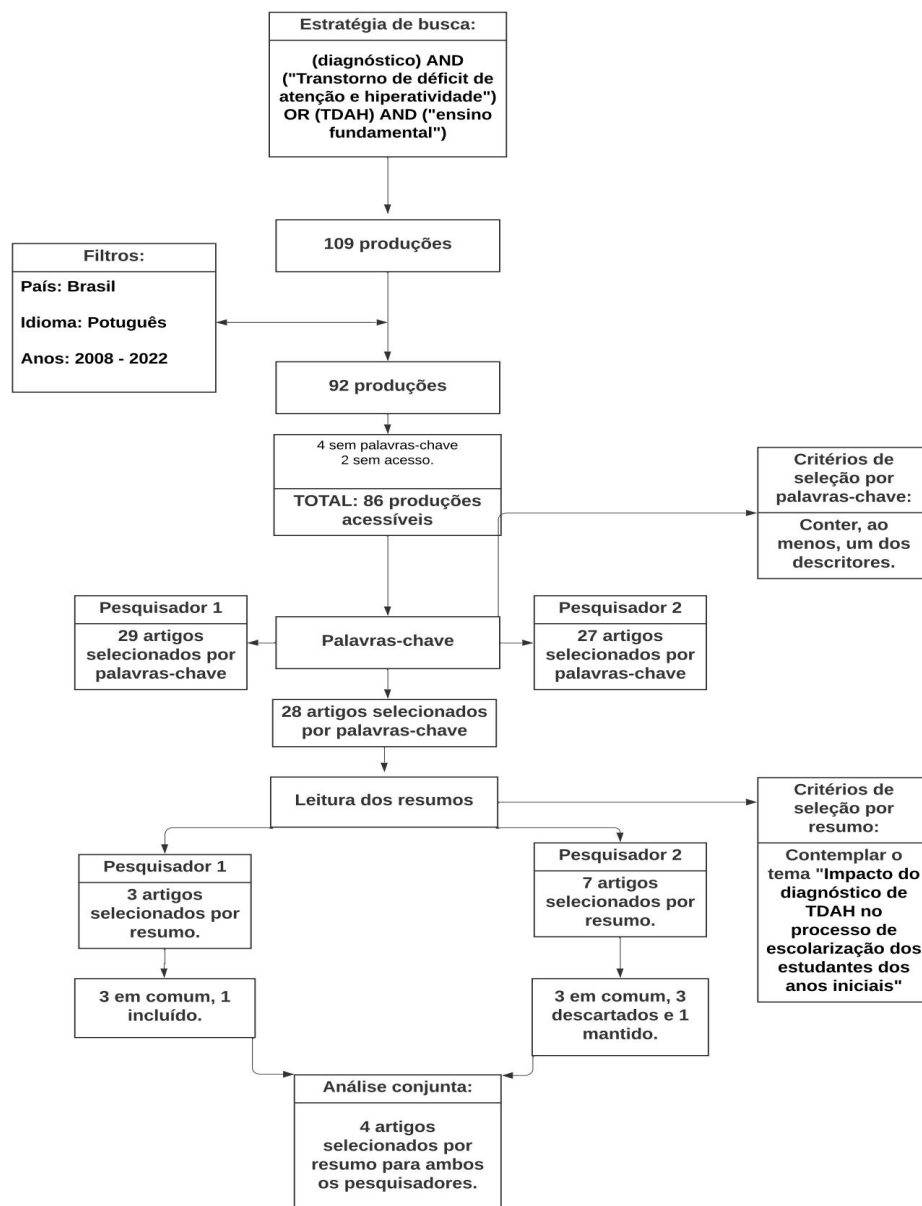 Estratégia de busca:
(diagnóstico) AND
("Transtorno de déficit de
atenção e hiperatividade")
OR (TDAH) AND ("ensino
fundamental")
109 produções
Filtros:
País: Brasil
Idioma: Potuguês
Anos: 2008 - 2022
92 produções
4 sem palavras-chave
2 sem acesso.
TOTAL: 86 produções
acessíveis
Critérios de
seleção por
palavras-chave:
Conter, ao
menos, um dos
descritores.
Pesquisador 1
29 artigos
selecionados por
palavras-chave
Palavras-chave
Pesquisador 2
27 artigos
selecionados por
palavras-chave
28 artigos selecionados
por palavras-chave
Leitura dos resumos
Critérios de
seleção por
resumo:
Contemplar o
tema "Impacto do
diagnóstico de
TDAH no
processo de
escolarização dos
estudantes dos
anos iniciais"
Pesquisador 1
3 artigos
selecionados por
resumo.
Pesquisador 2
7 artigos
selecionados por
resumo.
3 em comum, 1
incluído.
3 em comum, 3
descartados e 1
mantido.
Análise conjunta:
4 artigos
selecionados por
resumo para ambos
os pesquisadores.